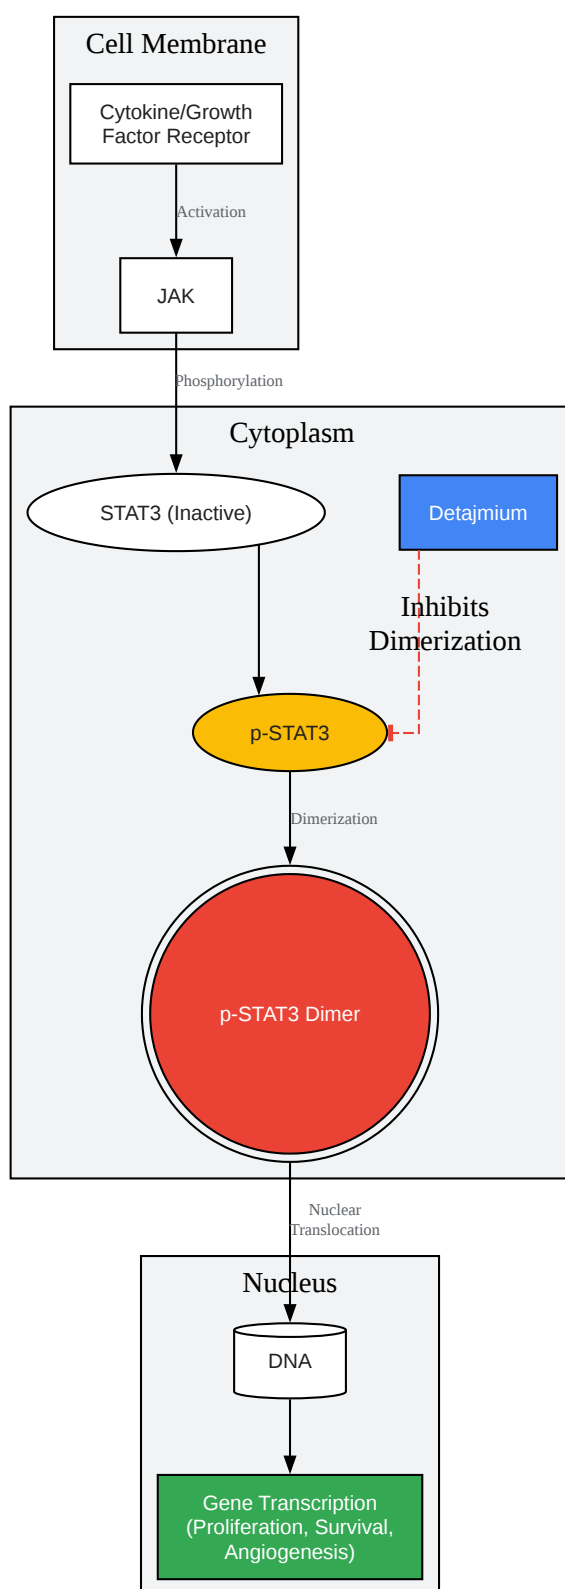 Cell Membrane
Cytokine/Growth
Factor Receptor
Activation
JAK
Phosphorylation
Cytoplasm
STAT3 (Inactive)
Detajmium
Inhibits
Dimerization
p-STAT3
Dimerization
p-STAT3 Dimer
Nuclear
Translocation
Nucleus
DNA
Gene Transcription
(Proliferation, Survival,
Angiogenesis)